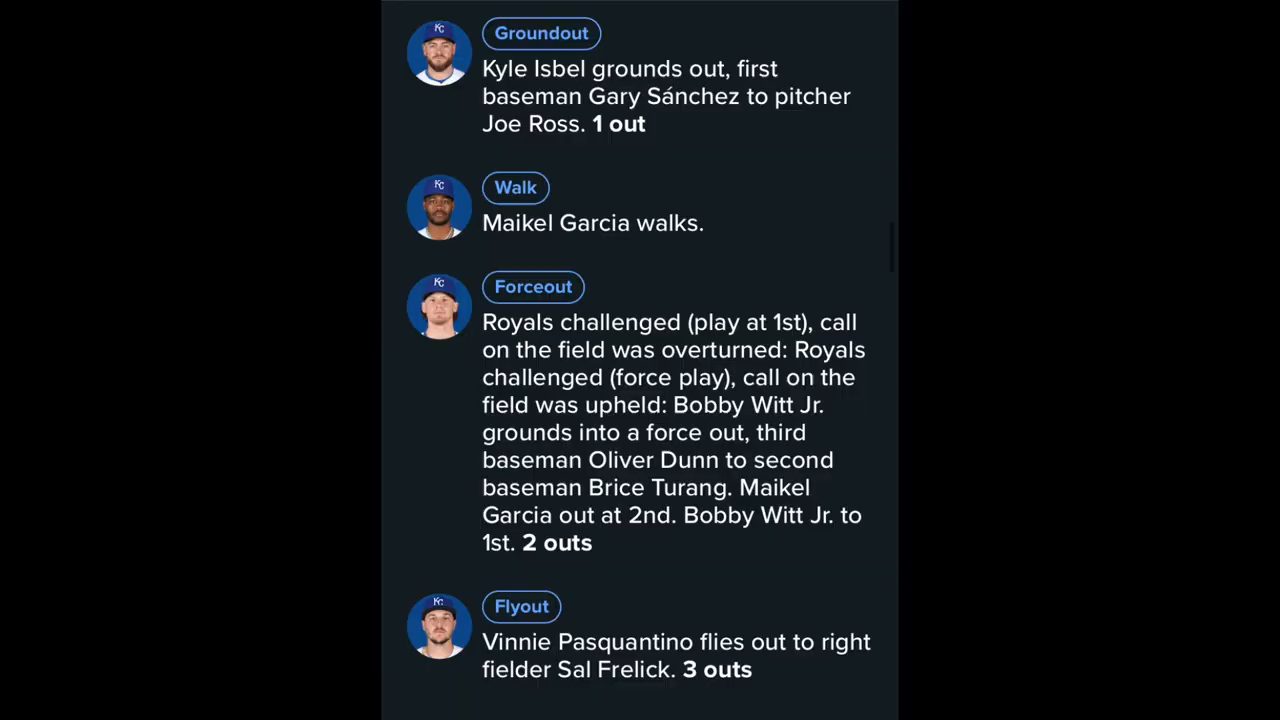 Groundout
Kyle Isbel grounds out, first
baseman Gary Sánchez to pitcher
Joe Ross. 1 out
Walk
Maikel Garcia walks.
Forceout
Royals challenged (play at 1st), call
on the field was overturned: Royals
challenged (force play), call on the
field was upheld: Bobby Witt Jr.
grounds into a force out, third
baseman Oliver Dunn to second
baseman Brice Turang. Maikel
Garcia out at 2nd. Bobby Witt Jr. to
1st. 2 outs
Flyout
Vinnie Pasquantino flies out to right
fielder Sal Frelick. 3 outs